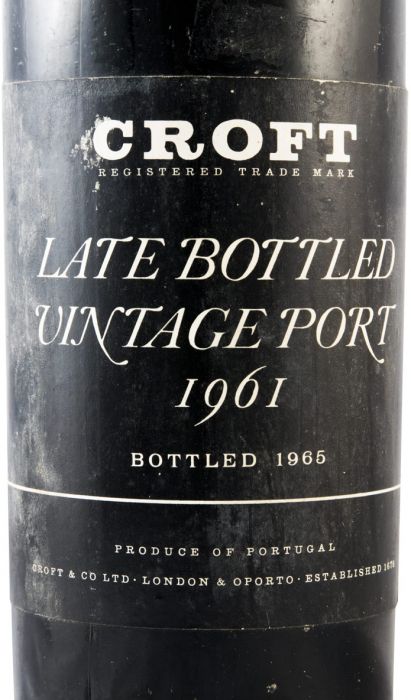 CROFT
REGISTERED TRADE MARK
LATE BOTTLED
VINTAGE PORT
1961
BOTTLED 1965
PRODUCE OF PORTUGAL
CROFT & CO LTD · LONDON & OPORTO · ESTABLISHED 1678